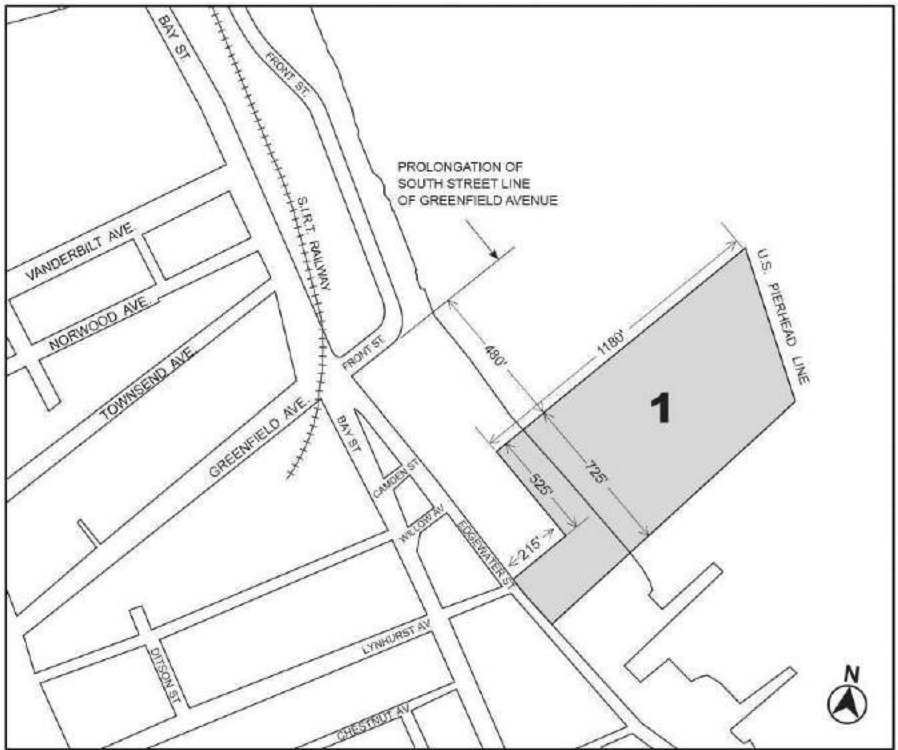 BAY ST.
FRONT ST.
PROLONGATION OF
SOUTH STREET LINE
OF GREENFIELD AVENUE
S.I.R.T. RAILWAY
VANDERBILT AVE.
NORWOOD AVE.
TOWNSEND AVE.
GREENFIELD AVE.
FRONT ST.
BAY ST
CAMDEN ST
WILLOW AV
EDGEWATER ST
LYNHURST AV
DITSON ST
CHESTNUT AV
480'
1180'
U.S. PIERHEAD LINE
1
525'
725'
215'
N